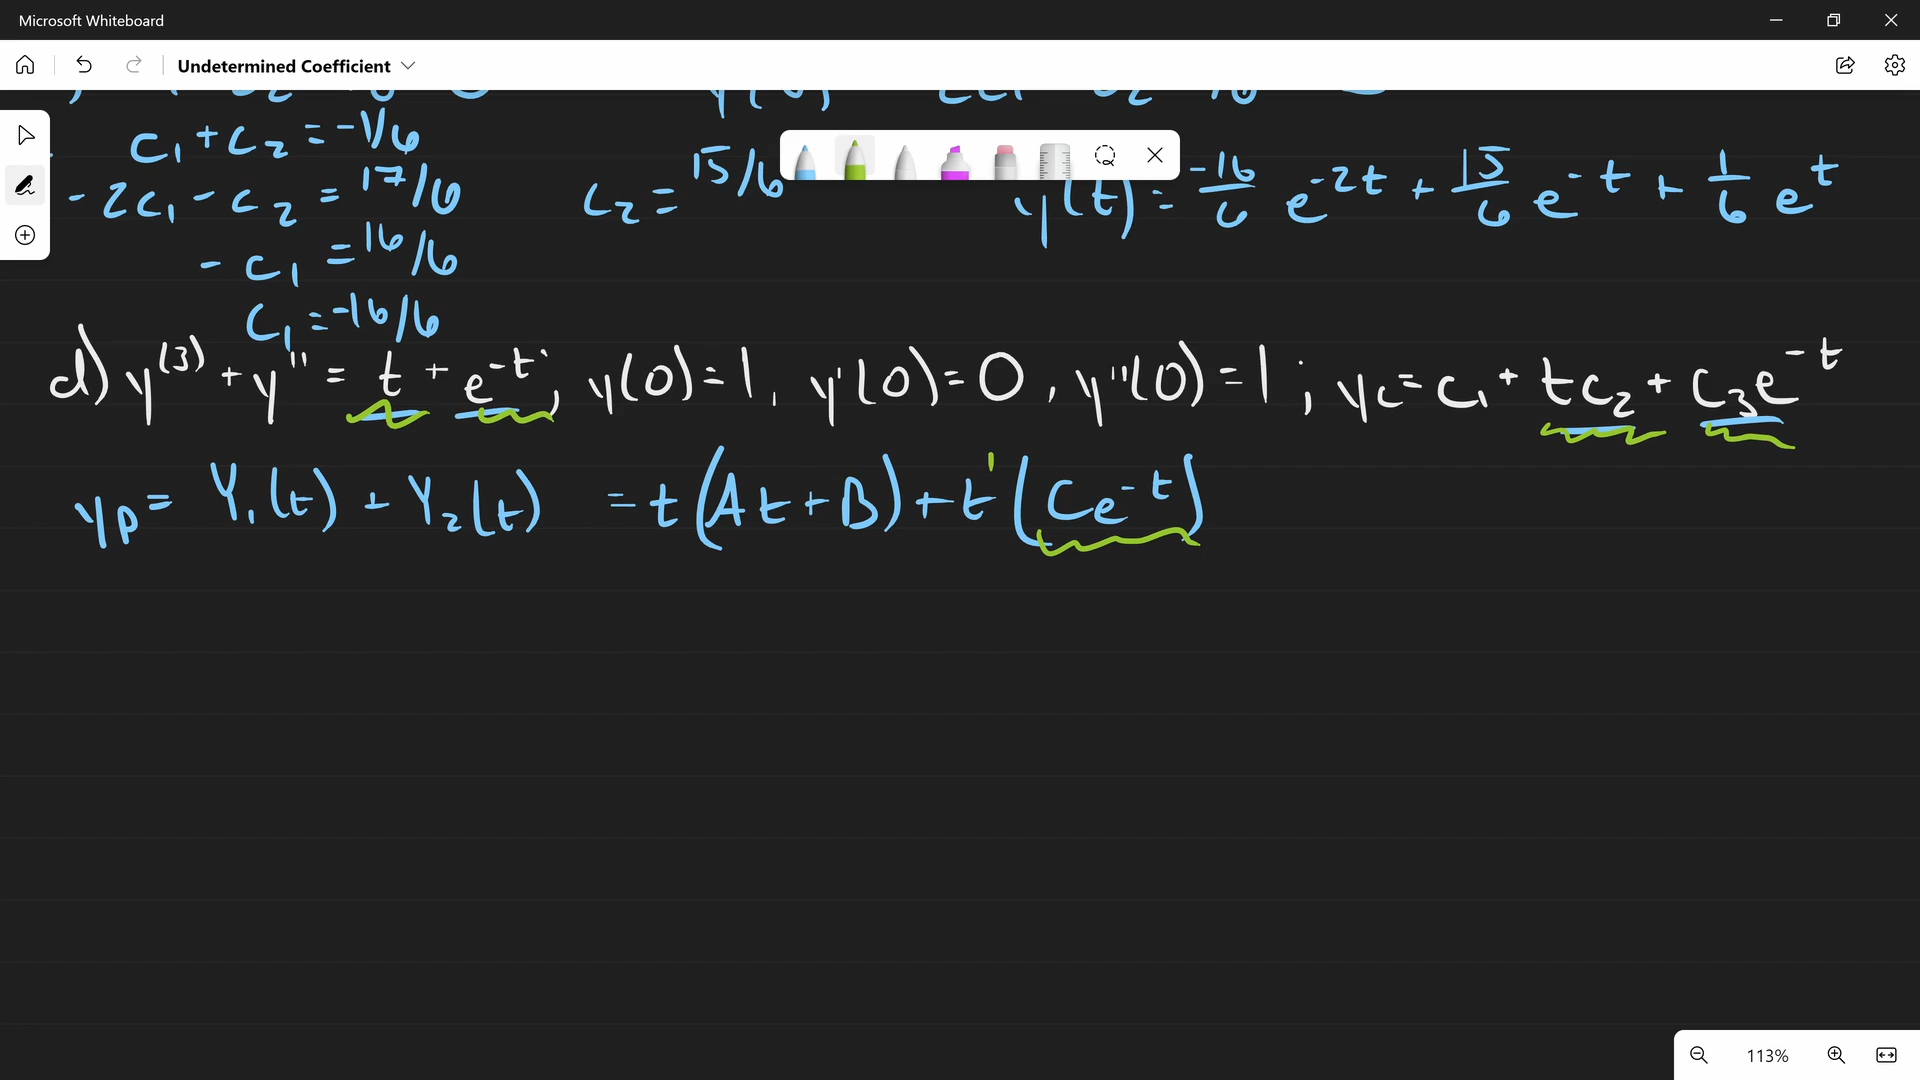 Microsoft Whiteboard
Undetermined Coefficient
c₁ + c₂ = -1/6
-2c₁ - c₂ = 17/6
c₂ = 15/6
y(t) = -16/6 e^-2t + 15/6 e^-t + 1/6 e^t
- c₁ = 16/6
c₁ = -16/6
d) y^(3) + y'' = t + e^-t; y(0)=1, y'(0)=0, y''(0)=1; yc = c₁ + tc₂ + c₃e^-t
yp = Y₁(t) + Y₂(t) = t(At+B) + t'(Ce^-t)
113%